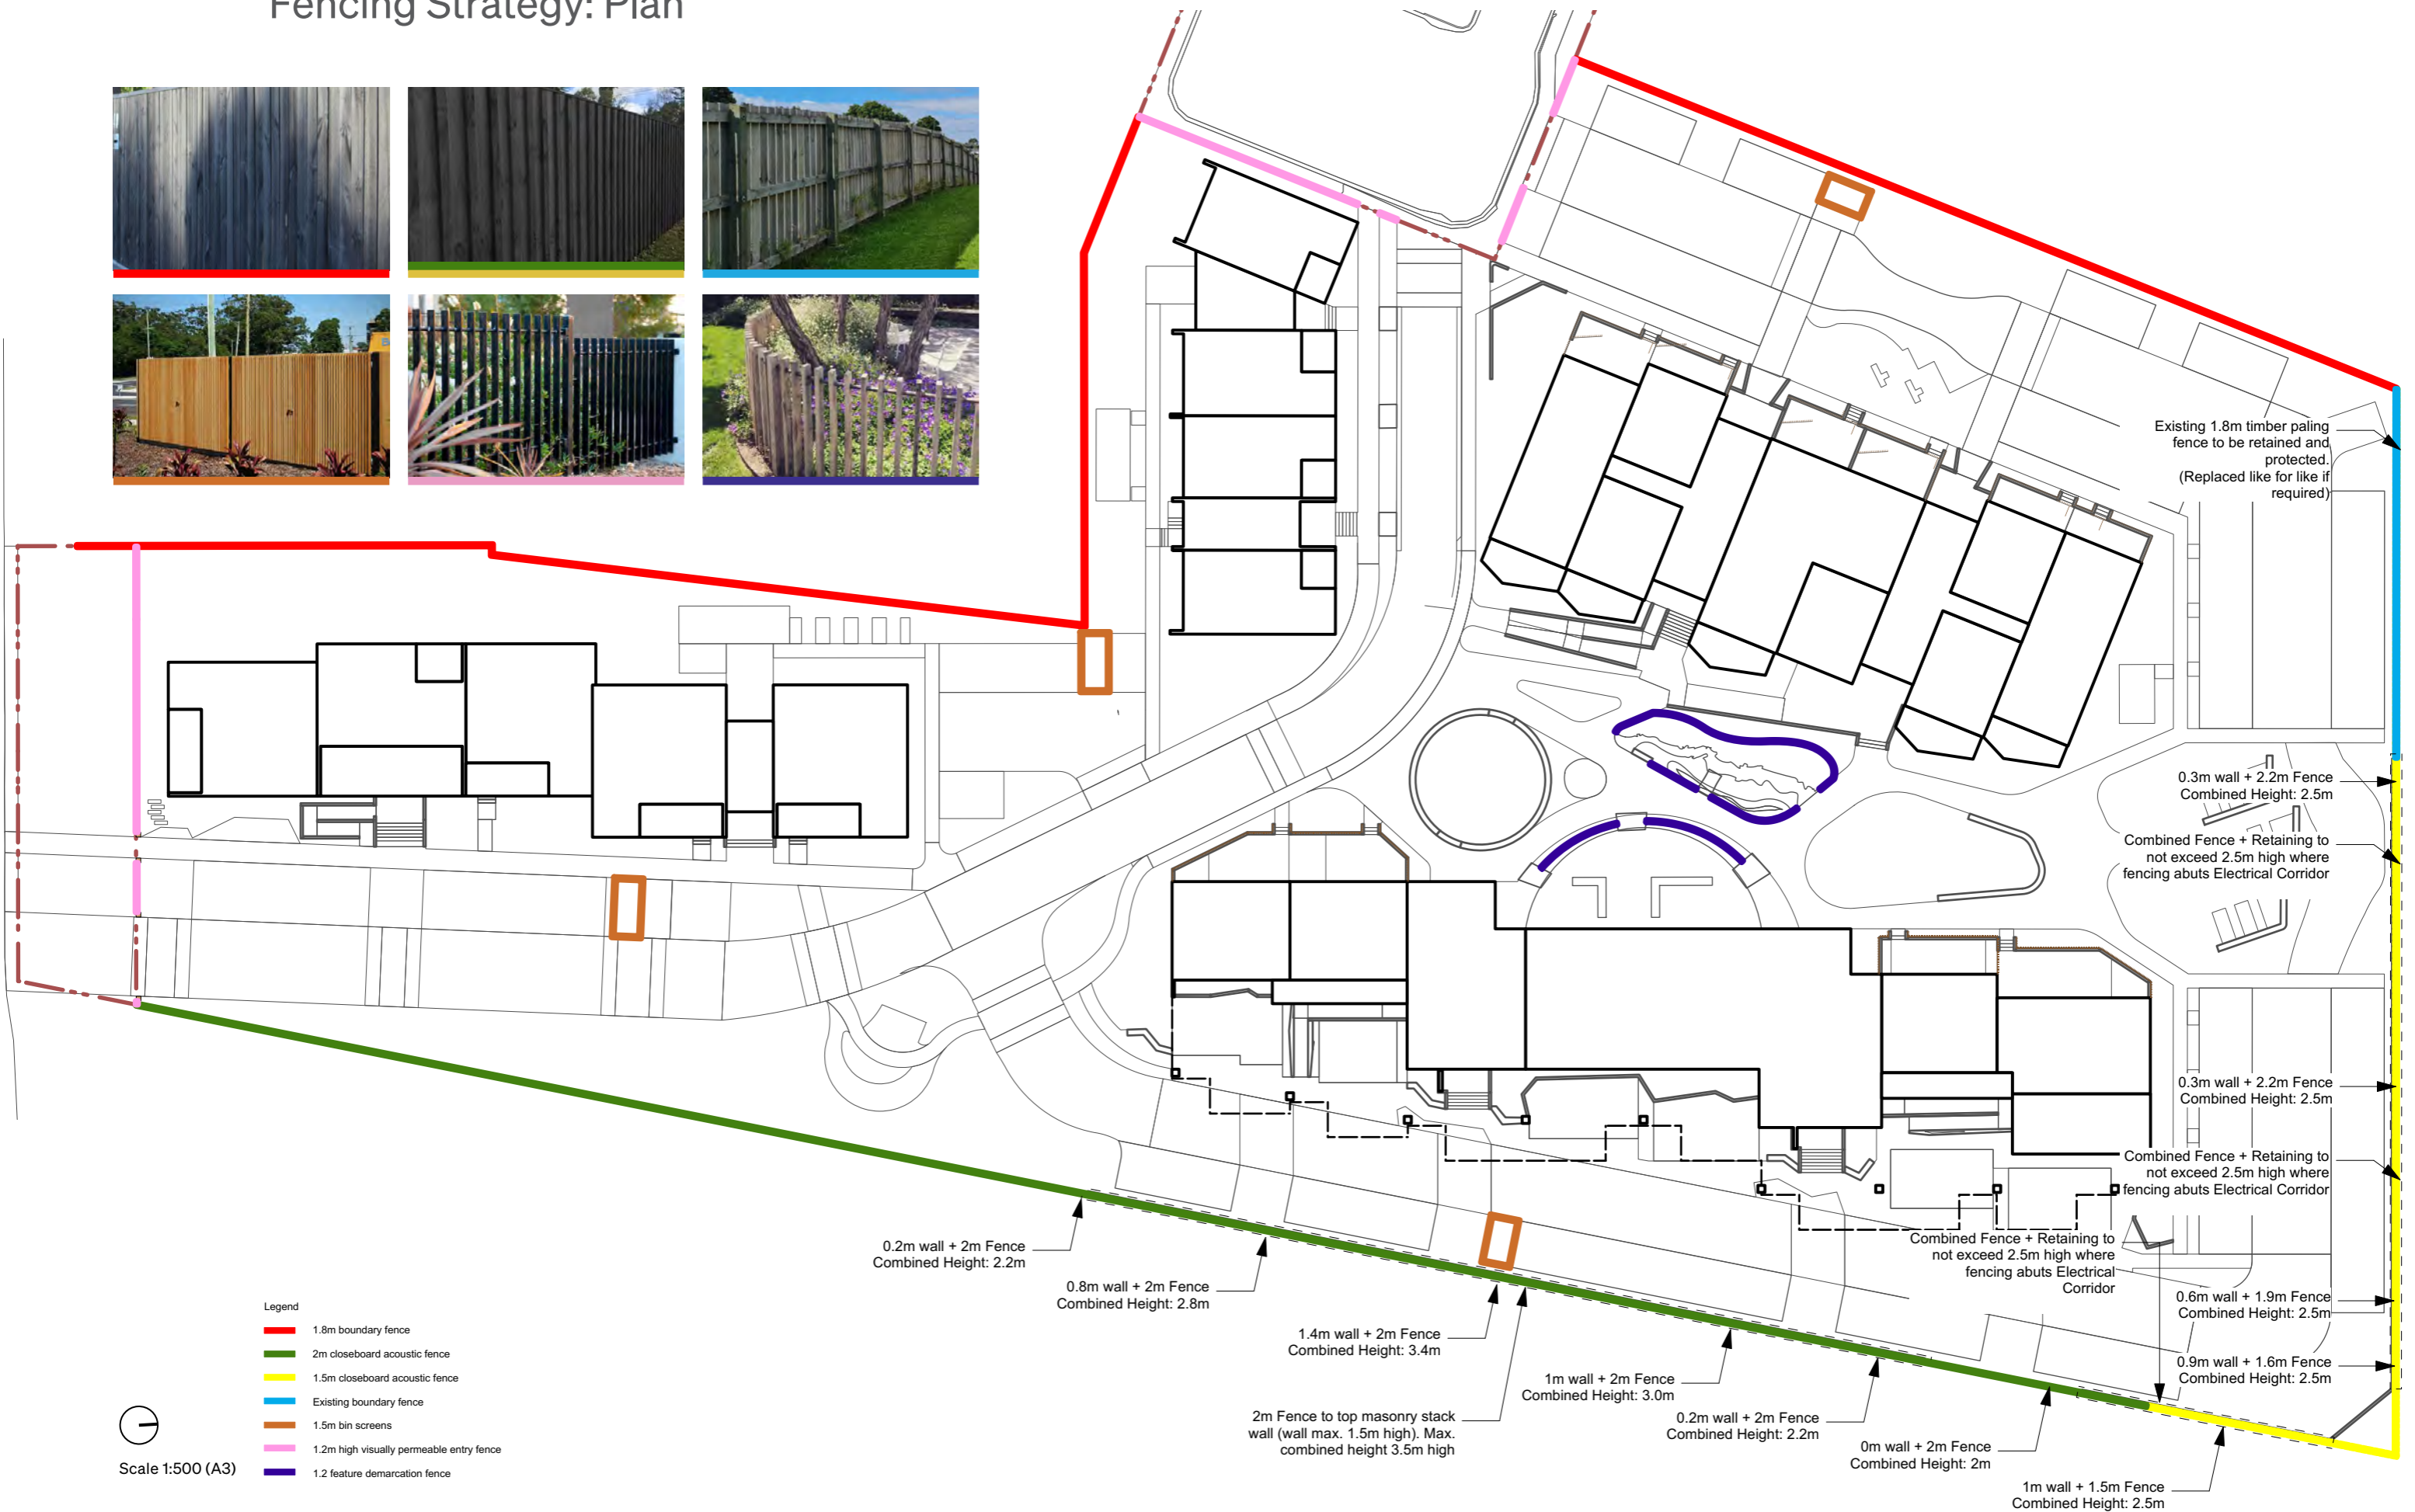 Fencing Strategy: Plan
Existing 1.8m timber paling
fence to be retained and
protected.
(Replaced like for like if
required)
0.3m wall + 2.2m Fence
Combined Height: 2.5m
Combined Fence + Retaining to
not exceed 2.5m high where
fencing abuts Electrical Corridor
0.3m wall + 2.2m Fence
Combined Height: 2.5m
Combined Fence + Retaining to
not exceed 2.5m high where
fencing abuts Electrical Corridor
Combined Fence + Retaining to
not exceed 2.5m high where
fencing abuts Electrical
Corridor
0.6m wall + 1.9m Fence
Combined Height: 2.5m
0.9m wall + 1.6m Fence
Combined Height: 2.5m
0.2m wall + 2m Fence
Combined Height: 2.2m
0.8m wall + 2m Fence
Combined Height: 2.8m
1.4m wall + 2m Fence
Combined Height: 3.4m
2m Fence to top masonry stack
wall (wall max. 1.5m high). Max.
combined height 3.5m high
1m wall + 2m Fence
Combined Height: 3.0m
0.2m wall + 2m Fence
Combined Height: 2.2m
0m wall + 2m Fence
Combined Height: 2m
1m wall + 1.5m Fence
Combined Height: 2.5m
Legend
1.8m boundary fence
2m closeboard acoustic fence
1.5m closeboard acoustic fence
Existing boundary fence
1.5m bin screens
1.2m high visually permeable entry fence
1.2 feature demarcation fence
Scale 1:500 (A3)